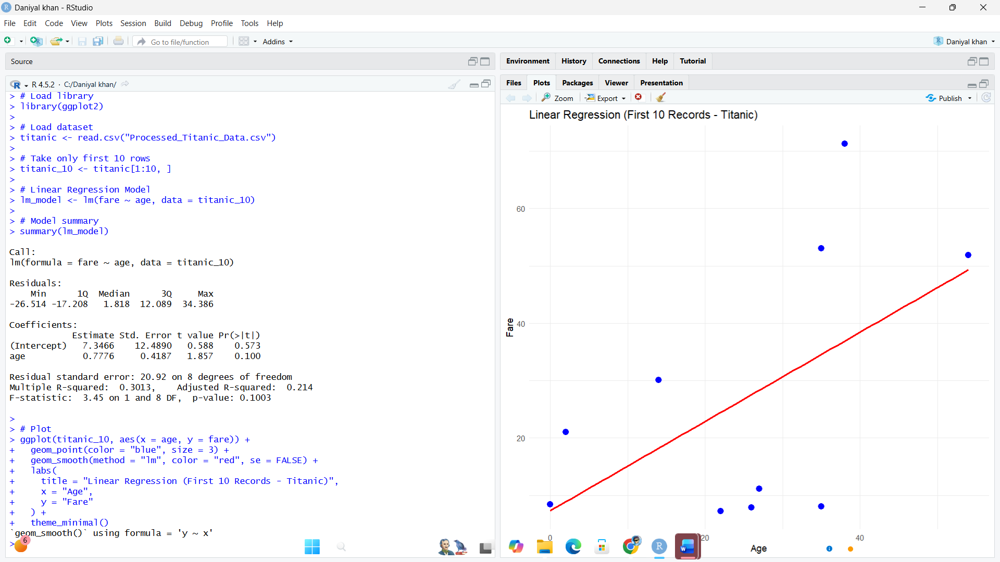 Daniyal khan - RStudio
File Edit Code View Plots Session Build Debug Profile Tools Help
Go to file/function Addins Daniyal khan
Source
R 4.5.2 · C:/Daniyal khan/
> # Load library
> library(ggplot2)
>
> # Load dataset
> titanic <- read.csv("Processed_Titanic_Data.csv")
>
> # Take only first 10 rows
> titanic_10 <- titanic[1:10, ]
>
> # Linear Regression Model
> lm_model <- lm(fare ~ age, data = titanic_10)
>
> # Model summary
> summary(lm_model)
Call:
lm(formula = fare ~ age, data = titanic_10)
Residuals:
Min 1Q Median 3Q Max
-26.514 -17.208 1.818 12.089 34.386
Coefficients:
Estimate Std. Error t value Pr(>|t|)
(Intercept) 7.3466 12.4890 0.588 0.573
age 0.7776 0.4187 1.857 0.100
Residual standard error: 20.92 on 8 degrees of freedom
Multiple R-squared: 0.3013, Adjusted R-squared: 0.214
F-statistic: 3.45 on 1 and 8 DF, p-value: 0.1003
>
> # Plot
> ggplot(titanic_10, aes(x = age, y = fare)) +
+ geom_point(color = "blue", size = 3) +
+ geom_smooth(method = "lm", color = "red", se = FALSE) +
+ labs(
+ title = "Linear Regression (First 10 Records - Titanic)",
+ x = "Age",
+ y = "Fare"
+ ) +
+ theme_minimal()
`geom_smooth()` using formula = 'y ~ x'
>
6
Environment History Connections Help Tutorial
Files Plots Packages Viewer Presentation
Zoom Export Publish
Linear Regression (First 10 Records - Titanic)
60
40
20
Fare
0 20 40
Age